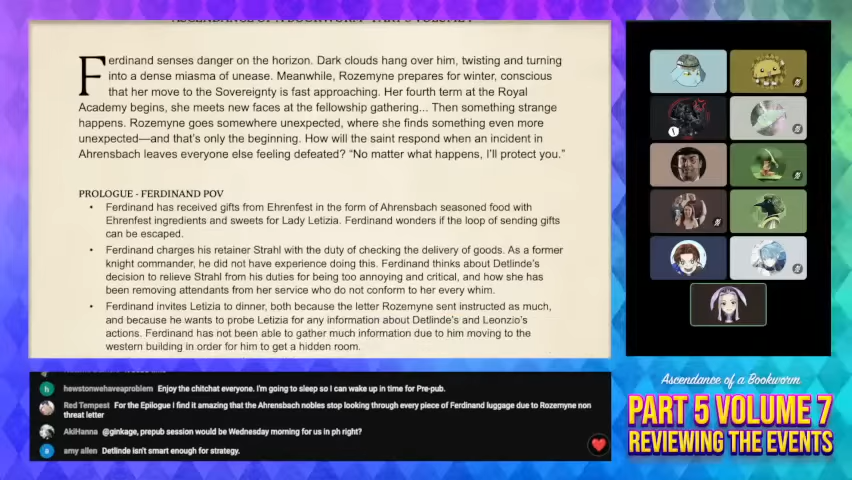 ASCENDANCE OF A BOOKWORM - PART 5 VOLUME 7
Ferdinand senses danger on the horizon. Dark clouds hang over him, twisting and turning
into a dense miasma of unease. Meanwhile, Rozemyne prepares for winter, conscious
that her move to the Sovereignty is fast approaching. Her fourth term at the Royal
Academy begins, she meets new faces at the fellowship gathering... Then something strange
happens. Rozemyne goes somewhere unexpected, where she finds something even more
unexpected—and that's only the beginning. How will the saint respond when an incident in
Ahrensbach leaves everyone else feeling defeated? “No matter what happens, I'll protect you.”
PROLOGUE - FERDINAND POV
• Ferdinand has received gifts from Ehrenfest in the form of Ahrensbach seasoned food with
Ehrenfest ingredients and sweets for Lady Letizia. Ferdinand wonders if the loop of sending gifts
can be escaped.
• Ferdinand charges his retainer Strahl with the duty of checking the delivery of goods. As a former
knight commander, he did not have experience doing this. Ferdinand thinks about Detlinde's
decision to relieve Strahl from his duties for being too annoying and critical, and how she has
been removing attendants from her service who do not conform to her every whim.
• Ferdinand invites Letizia to dinner, both because the letter Rozemyne sent instructed as much,
and because he wants to probe Letizia for any information about Detlinde's and Leonzio's
actions. Ferdinand has not been able to gather much information due to him moving to the
western building in order for him to get a hidden room.
h hewstonwehaveaproblem Enjoy the chitchat everyone. I'm going to sleep so I can wake up in time for Pre-pub.
Red Tempest For the Epilogue I find it amazing that the Ahrensbach nobles stop looking through every piece of Ferdinand luggage due to Rozemyne non
threat letter
AkiHanna @ginkage, prepub session would be Wednesday morning for us in ph right?
a amy allen Detlinde isn't smart enough for strategy.
Ascendance of a Bookworm
PART 5 VOLUME 7
REVIEWING THE EVENTS